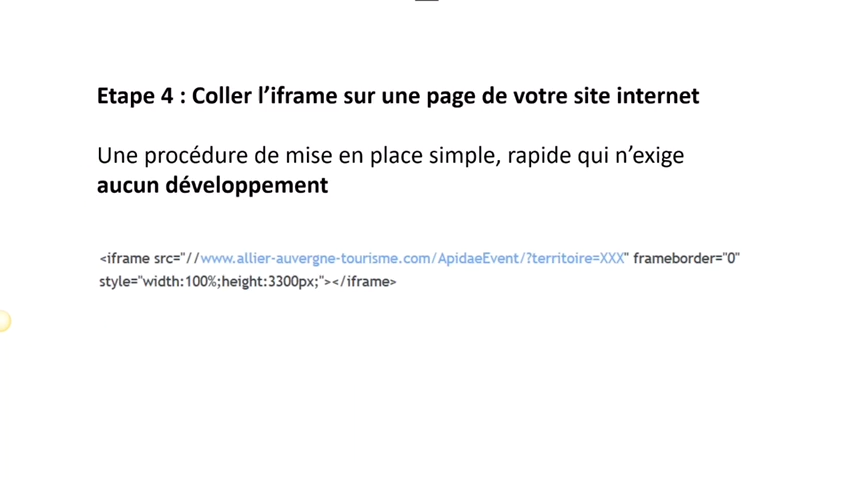 Etape 4 : Coller l’iframe sur une page de votre site internet
Une procédure de mise en place simple, rapide qui n’exige
aucun développement
<iframe src="//www.allier-auvergne-tourisme.com/ApidaeEvent/?territoire=XXX" frameborder="0"
style="width:100%;height:3300px;"></iframe>